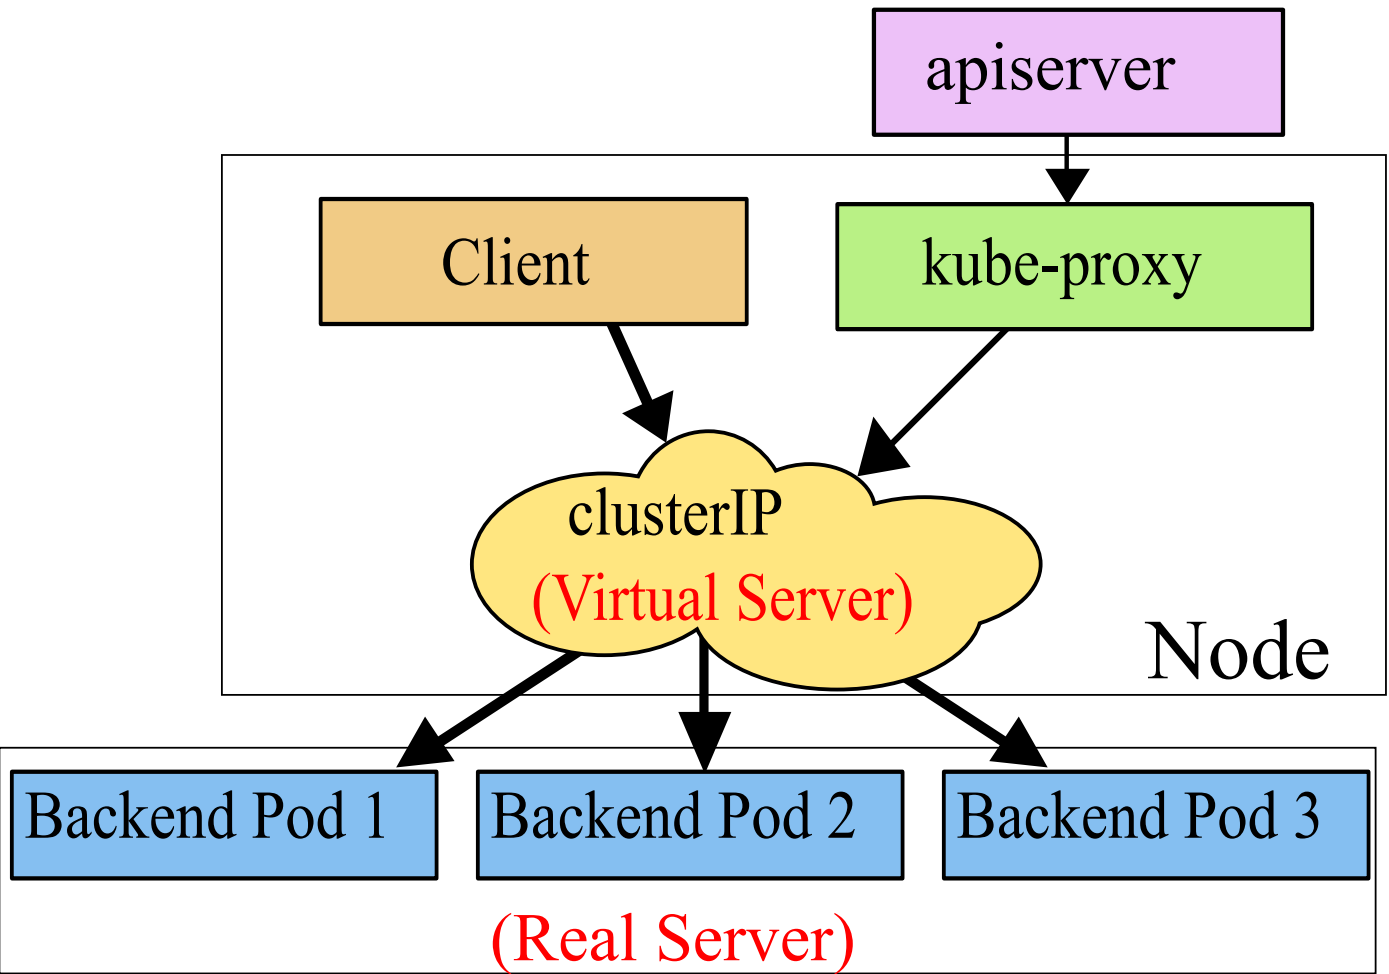 apiserver
Client
kube-proxy
clusterIP
(Virtual Server)
Node
Backend Pod 1
Backend Pod 2
Backend Pod 3
(Real Server)